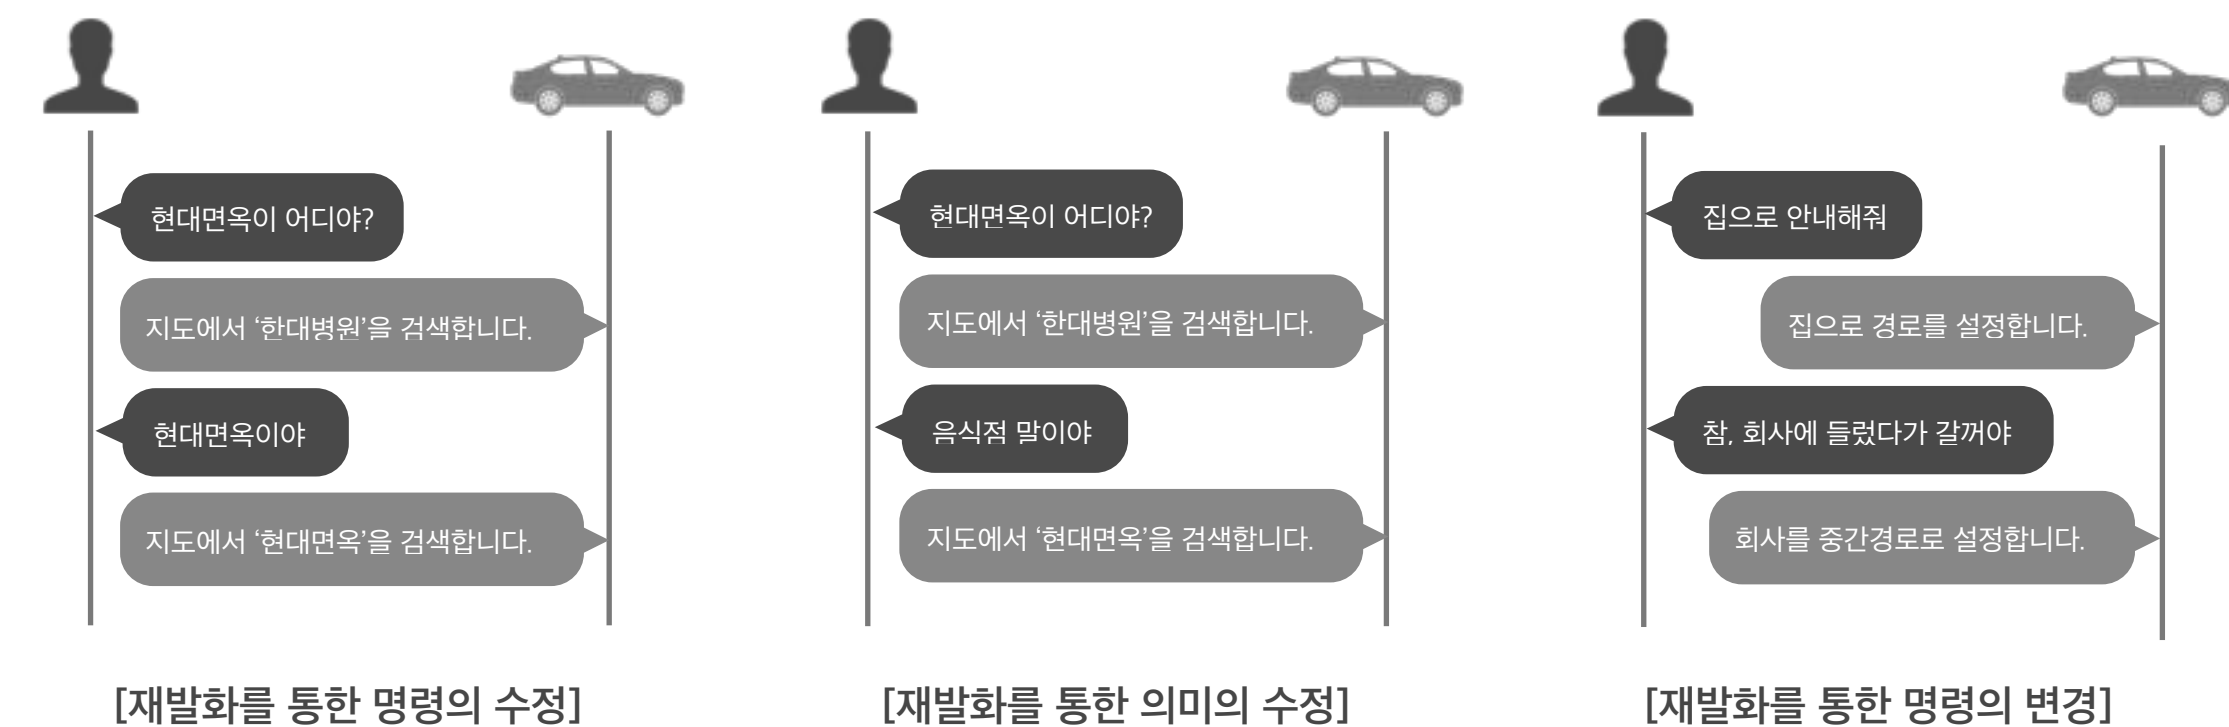 현대면옥이 어디야?
지도에서 ‘한대병원’을 검색합니다.
현대면옥이야
지도에서 ‘현대면옥’을 검색합니다.
[재발화를 통한 명령의 수정]
현대면옥이 어디야?
지도에서 ‘한대병원’을 검색합니다.
음식점 말이야
지도에서 ‘현대면옥’을 검색합니다.
[재발화를 통한 의미의 수정]
집으로 안내해줘
집으로 경로를 설정합니다.
참, 회사에 들렀다가 갈꺼야
회사를 중간경로로 설정합니다.
[재발화를 통한 명령의 변경]